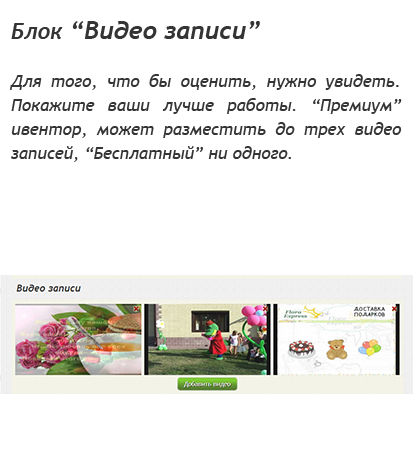 Блок “Видео записи”
Для того, что бы оценить, нужно увидеть.
Покажите ваши лучше работы. “Премиум”
ивентор, может разместить до трех видео
записей, “Бесплатный” ни одного.
Видео записи
Flora
Express
ДОСТАВКА
ПОДАРКОВ
Добавить видео